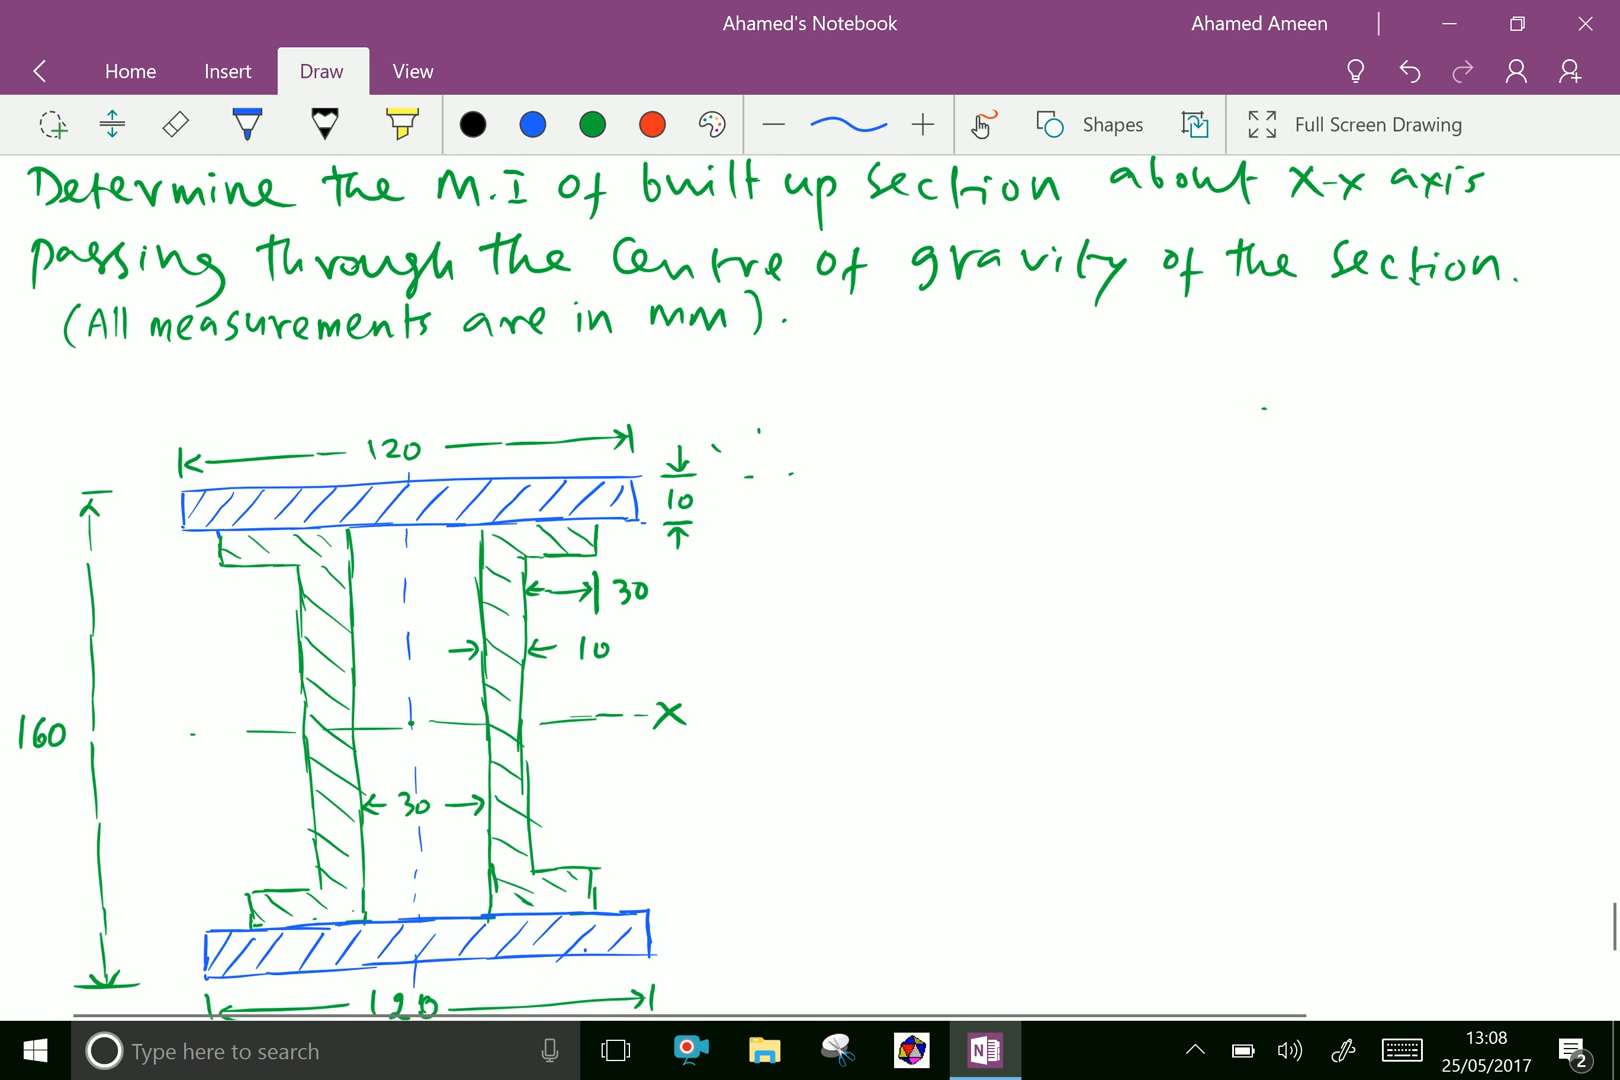 Ahamed's Notebook
Ahamed Ameen
Home
Insert
Draw
View
Shapes
Full Screen Drawing
Determine the M.I of built up section about x-x axis
passing through the Centre of gravity of the section.
(All measurements are in mm).
120
10
30
10
160
X
30
120
Type here to search
N
13:08
25/05/2017
2